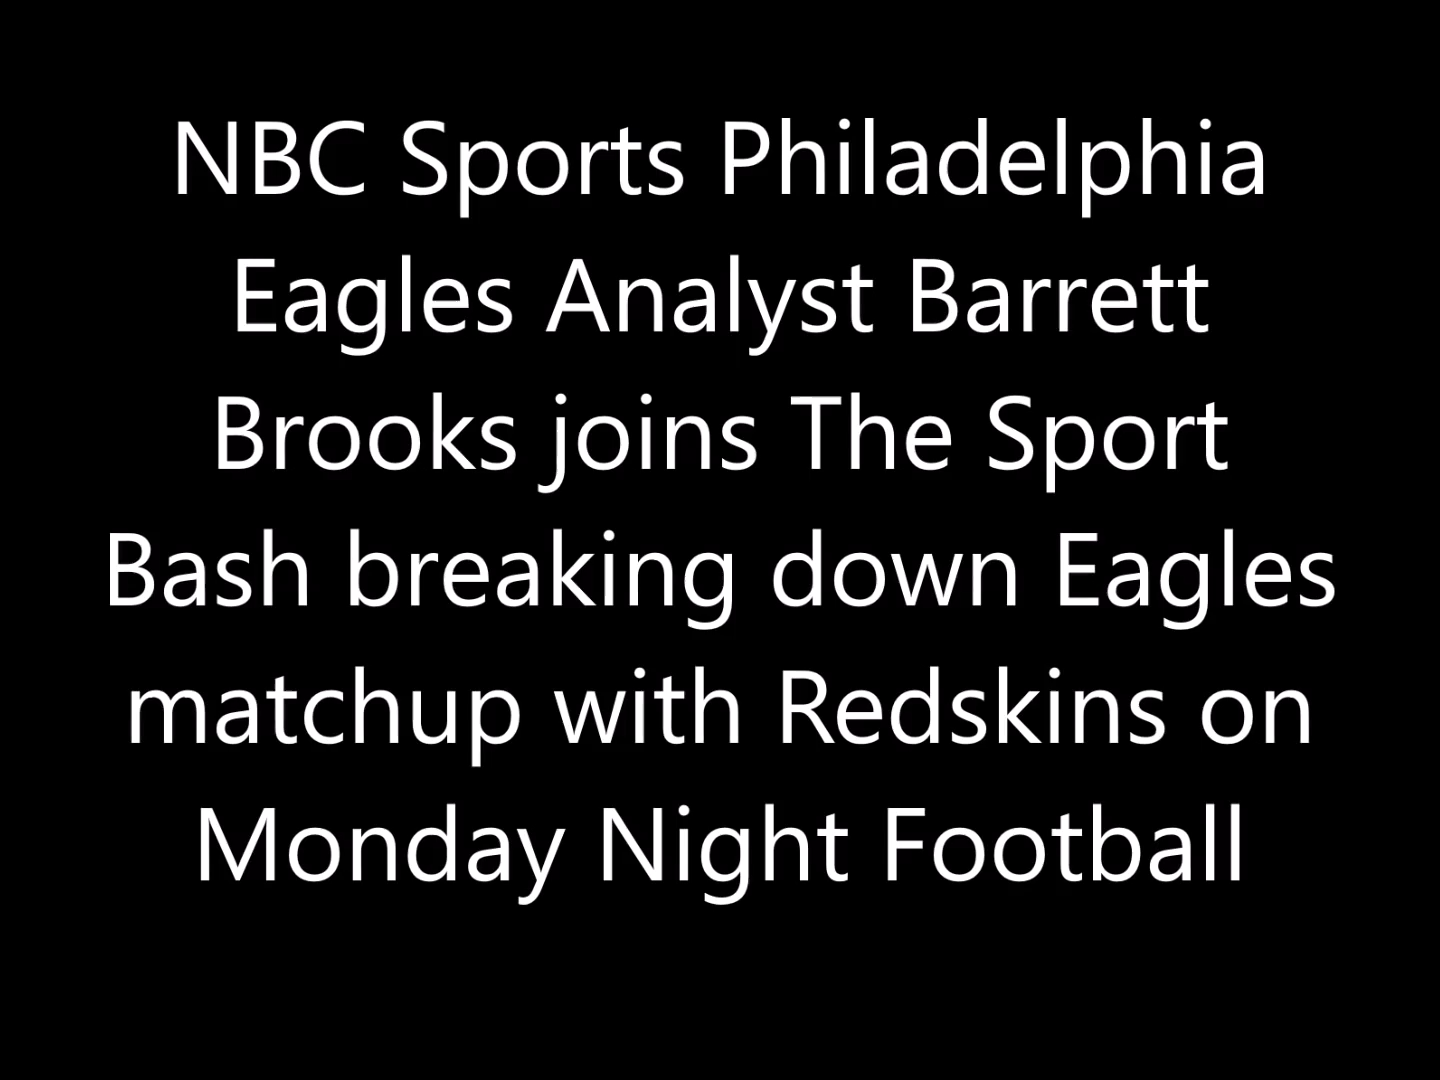 NBC Sports Philadelphia
Eagles Analyst Barrett
Brooks joins The Sport
Bash breaking down Eagles
matchup with Redskins on
Monday Night Football